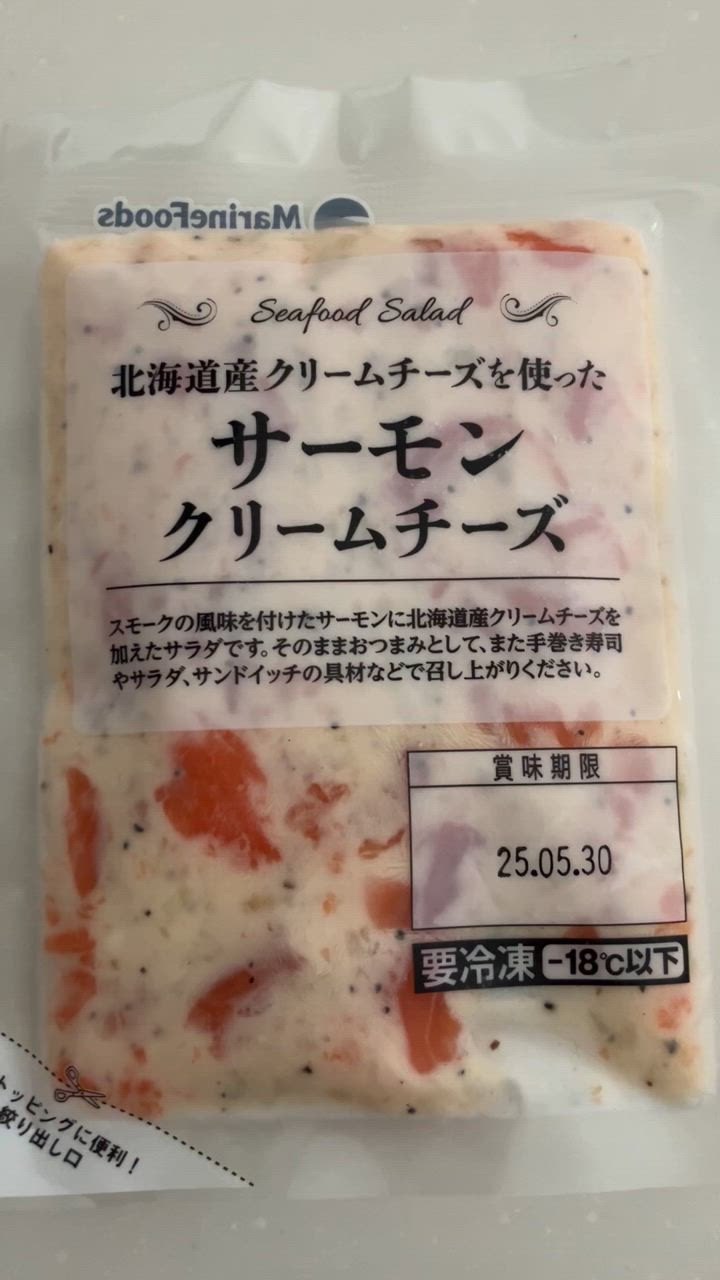 MarineFoods
Seafood Salad
北海道産クリームチーズを使った
サーモン
クリームチーズ
スモークの風味を付けたサーモンに北海道産クリームチーズを
加えたサラダです。そのままおつまみとして、また手巻き寿司
やサラダ、サンドイッチの具材などで召し上がりください。
賞味期限
25.05.30
要冷凍 -18℃以下
トッピングに便利!
絞り出し口